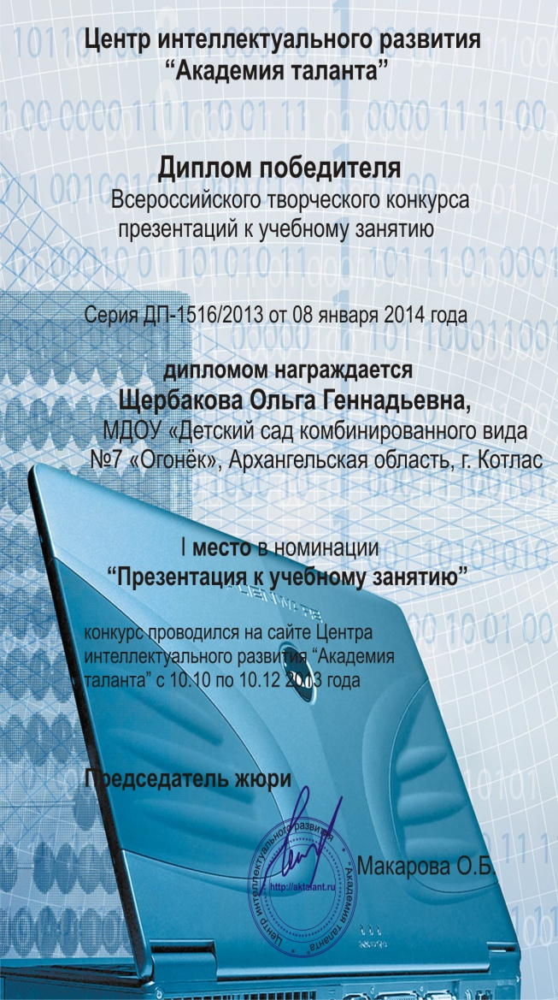 Центр интеллектуального развития
“Академия таланта”
Диплом победителя
Всероссийского творческого конкурса
презентаций к учебному занятию
Серия ДП-1516/2013 от 08 января 2014 года
дипломом награждается
Щербакова Ольга Геннадьевна,
МДОУ «Детский сад комбинированного вида
№7 «Огонёк», Архангельская область, г. Котлас
I место в номинации
“Презентация к учебному занятию”
конкурс проводился на сайте Центра
интеллектуального развития “Академия
таланта” с 10.10 по 10.12 2013 года
Председатель жюри
Макарова О.Б.
Центр интеллектуального развития * "Академия таланта" *
http://aktalant.ru